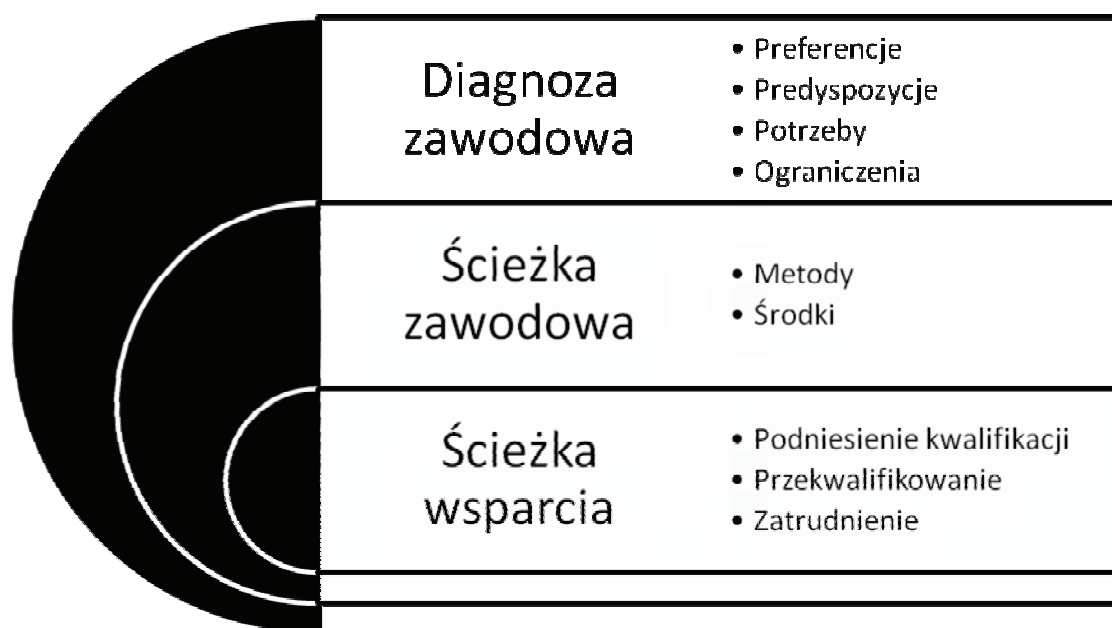 Diagnoza
zawodowa
• Preferencje
• Predyspozycje
• Potrzeby
• Ograniczenia
Ścieżka
zawodowa
• Metody
• Środki
Ścieżka
wsparcia
• Podniesienie kwalifikacji
• Przekwalifikowanie
• Zatrudnienie